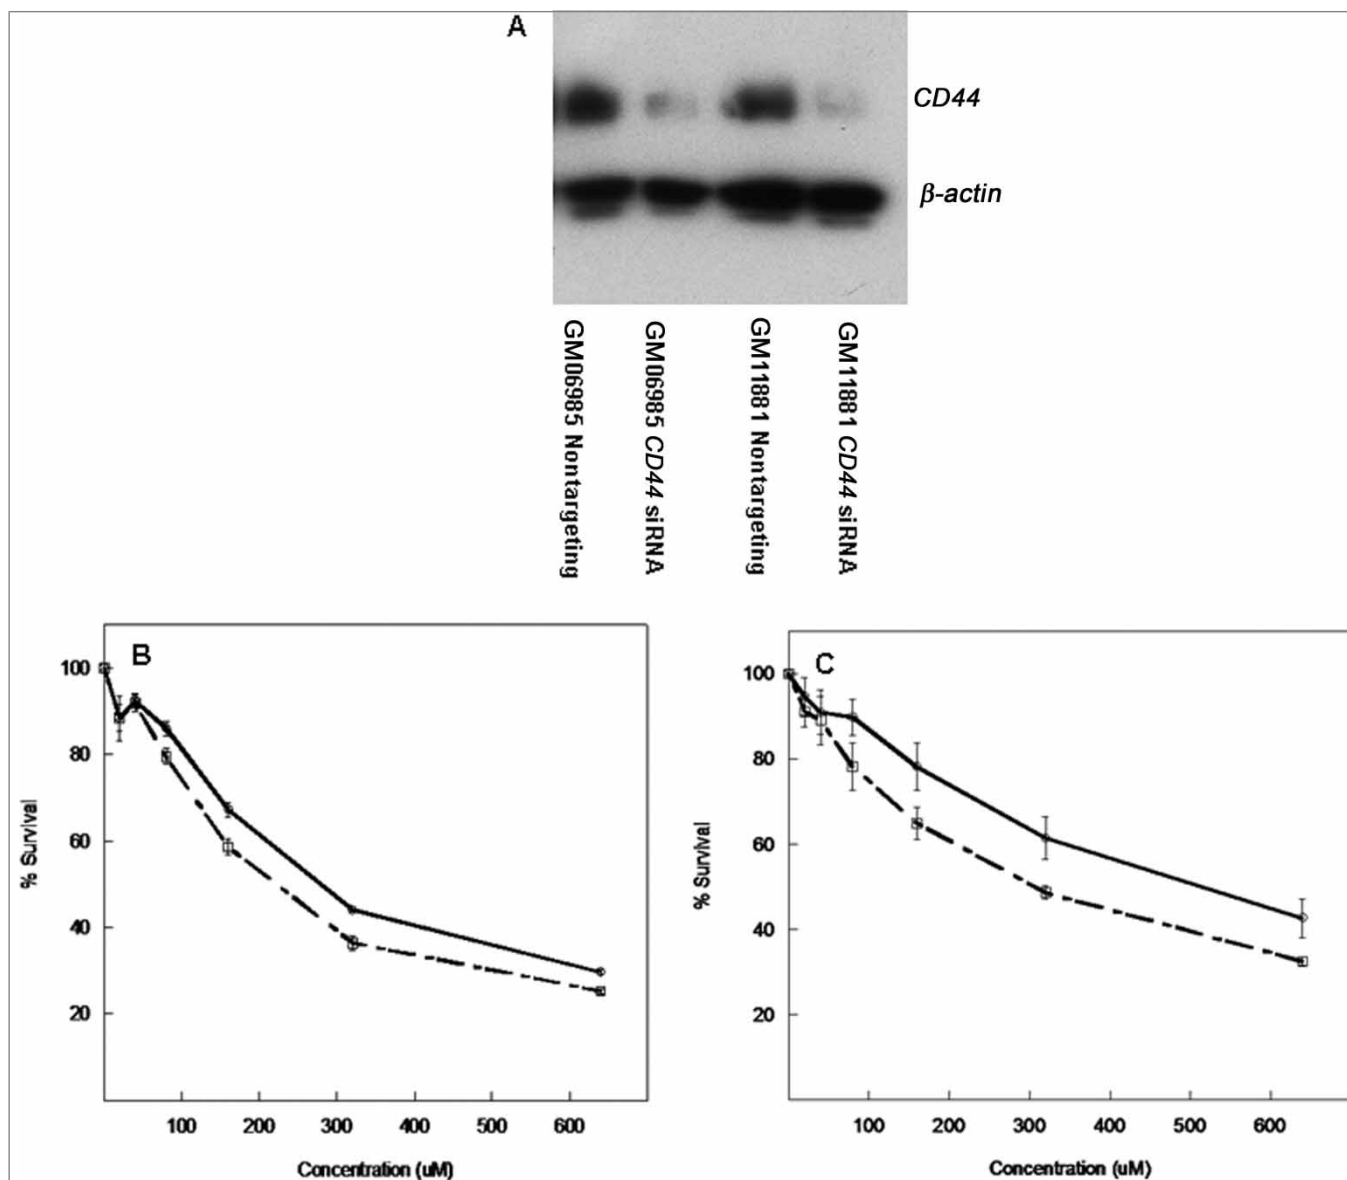 A
CD44
β-actin
GM06985 Nontargeting
GM06985 CD44 siRNA
GM11881 Nontargeting
GM11881 CD44 siRNA
B
100
80
60
40
20
% Survival
100 200 300 400 500 600
Concentration (uM)
C
100
80
60
40
20
% Survival
100 200 300 400 500 600
Concentration (uM)